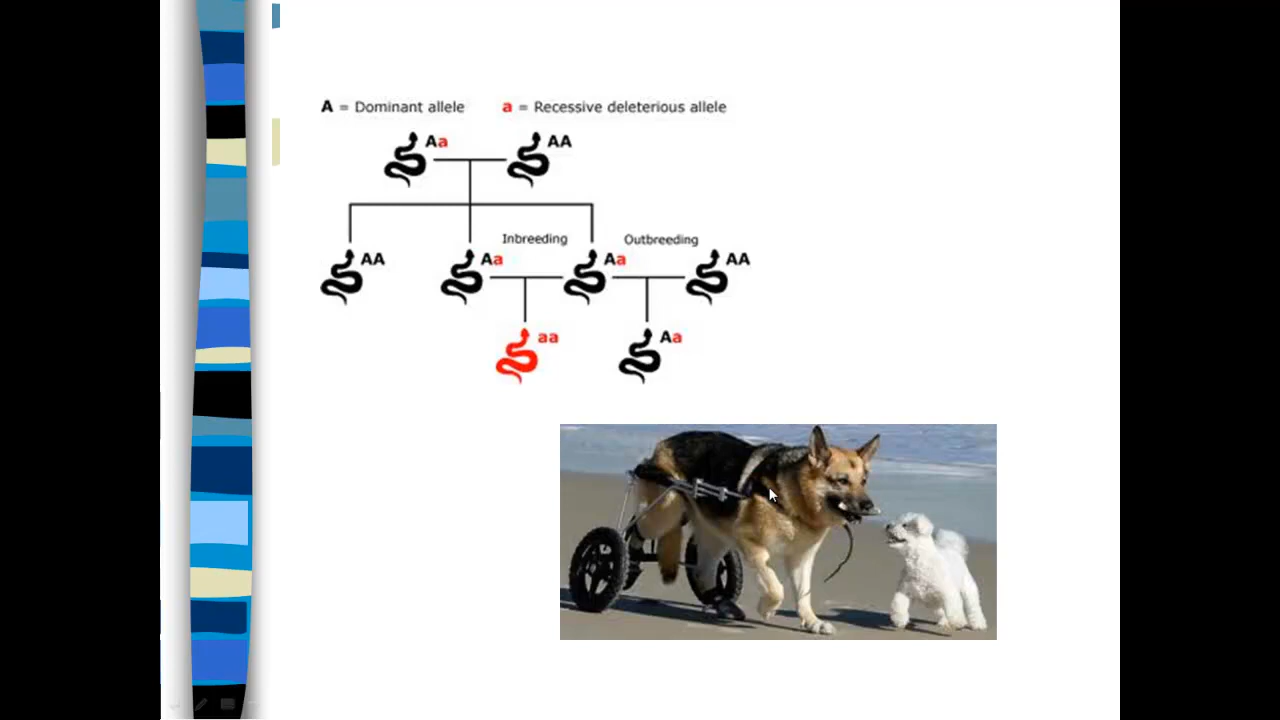 A = Dominant allele a = Recessive deleterious allele
Aa AA
Inbreeding Outbreeding
AA Aa Aa AA
aa Aa